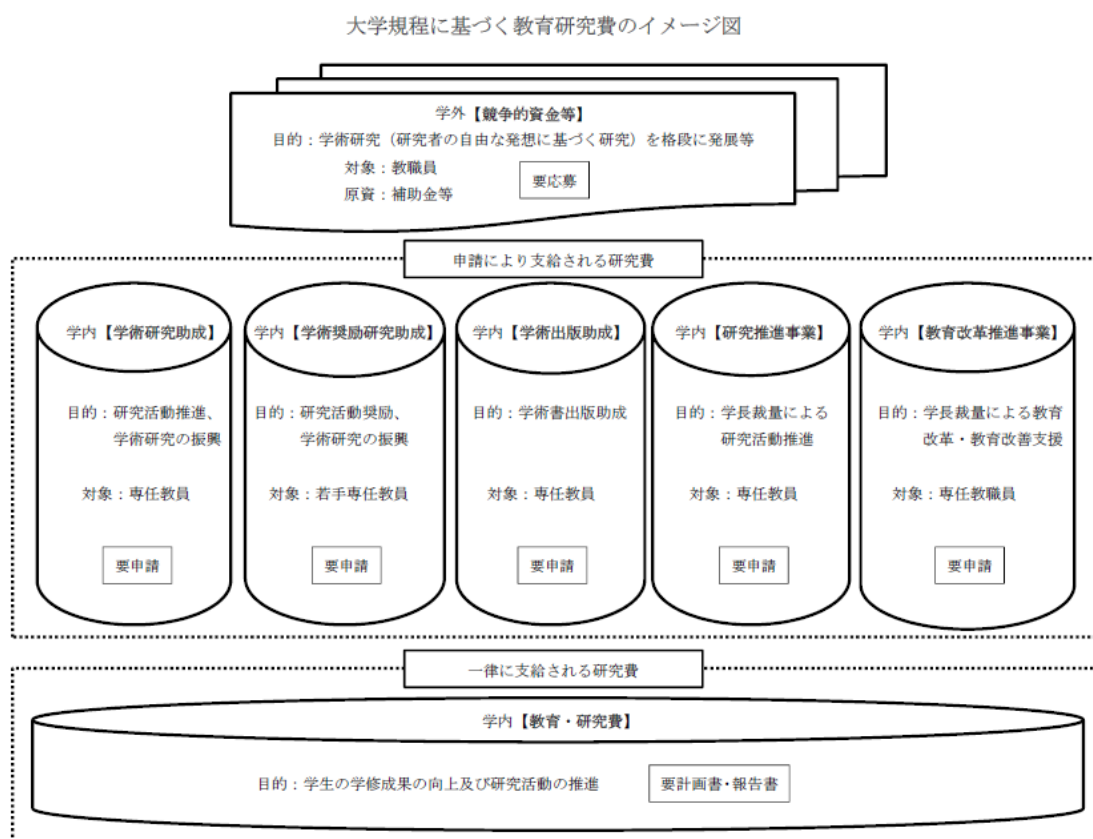 大学規程に基づく教育研究費のイメージ図
学外【競争的資金等】
目的：学術研究（研究者の自由な発想に基づく研究）を格段に発展等
対象：教職員
原資：補助金等
要応募
申請により支給される研究費
学内【学術研究助成】
目的：研究活動推進、
学術研究の振興
対象：専任教員
要申請
学内【学術奨励研究助成】
目的：研究活動奨励、
学術研究の振興
対象：若手専任教員
要申請
学内【学術出版助成】
目的：学術書出版助成
対象：専任教員
要申請
学内【研究推進事業】
目的：学長裁量による
研究活動推進
対象：専任教員
要申請
学内【教育改革推進事業】
目的：学長裁量による教育
改革・教育改善支援
対象：専任教職員
要申請
一律に支給される研究費
学内【教育・研究費】
目的：学生の学修成果の向上及び研究活動の推進
要計画書・報告書